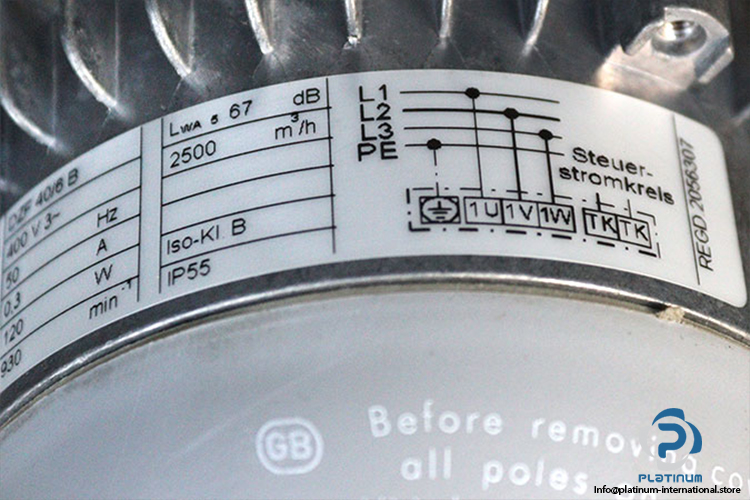 DZF 40/6 B
400 V 3~
50 Hz
0,3 A
120 W
930 min⁻¹
LWA 5 67 dB
2500 m³/h
Iso-Kl. B
IP55
L1
L2
L3
PE
Steuer-
stromkreis
1U 1V 1W TK TK
REGD 2056307
GB
Before removing
all poles
PLATINUM
Info@platinum-international.store